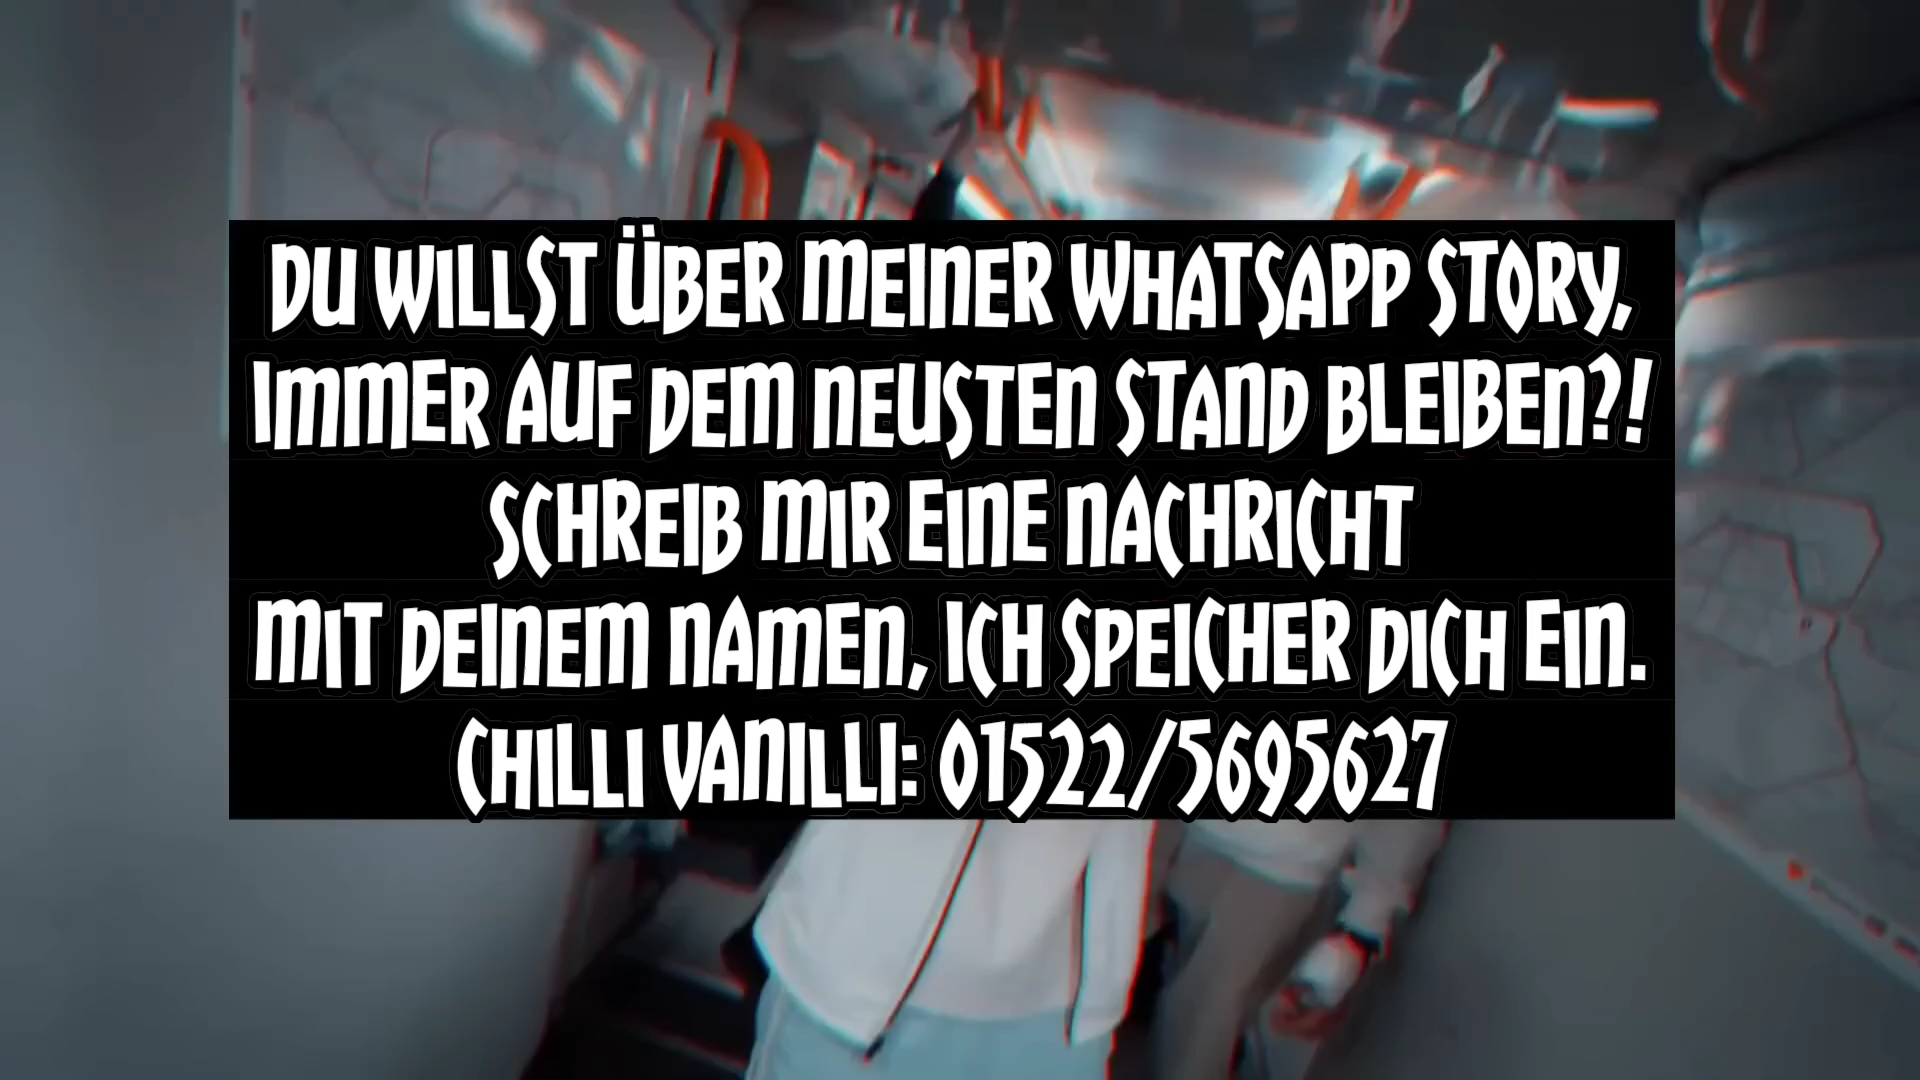 DU WILLST ÜBER MEINER WHATSAPP STORY,
IMMER AUF DEM NEUSTEN STAND BLEIBEN?!
SCHREIB MIR EINE NACHRICHT
MIT DEINEM NAMEN, ICH SPEICHER DICH EIN.
CHILLI VANILLI: 01522/5695627